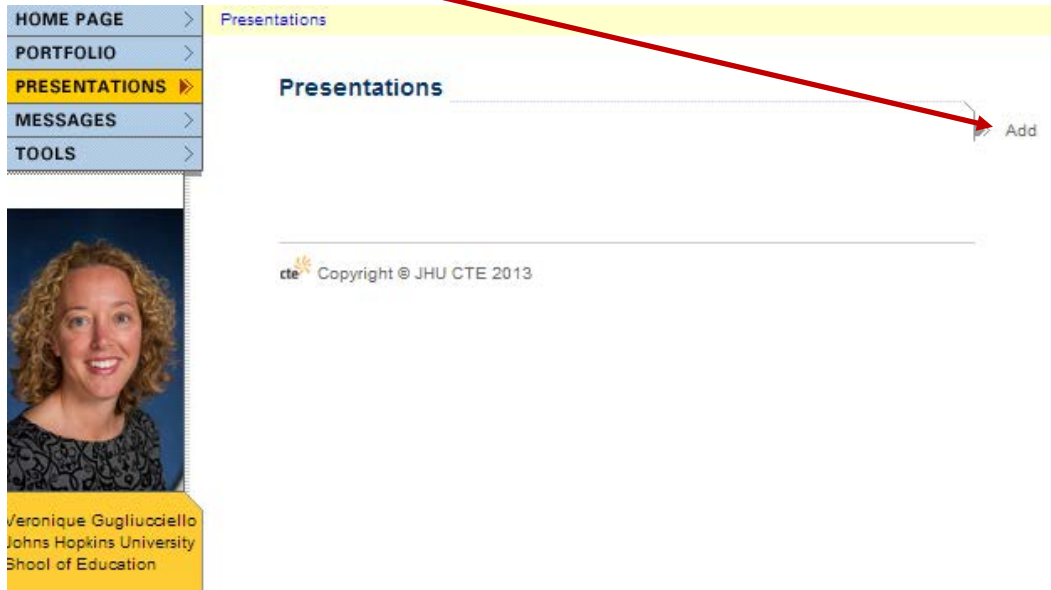 HOME PAGE
PORTFOLIO
PRESENTATIONS
MESSAGES
TOOLS
Presentations
Presentations
Add
cte Copyright © JHU CTE 2013
Veronique Gugliucciello
Johns Hopkins University
Shool of Education